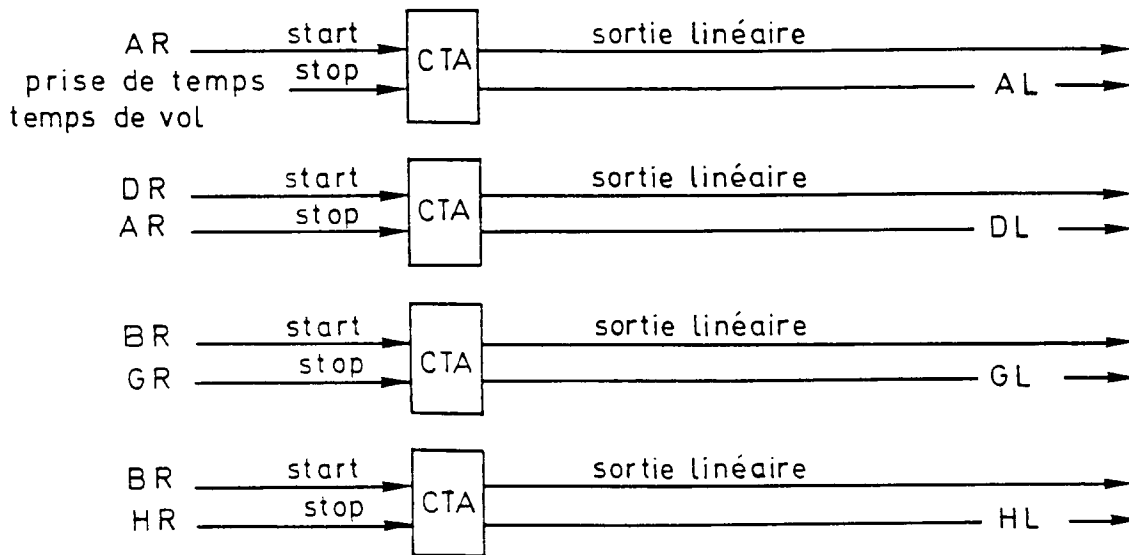 AR start CTA sortie linéaire
prise de temps stop AL
temps de vol
DR start CTA sortie linéaire
AR stop DL
BR start CTA sortie linéaire
GR stop GL
BR start CTA sortie linéaire
HR stop HL